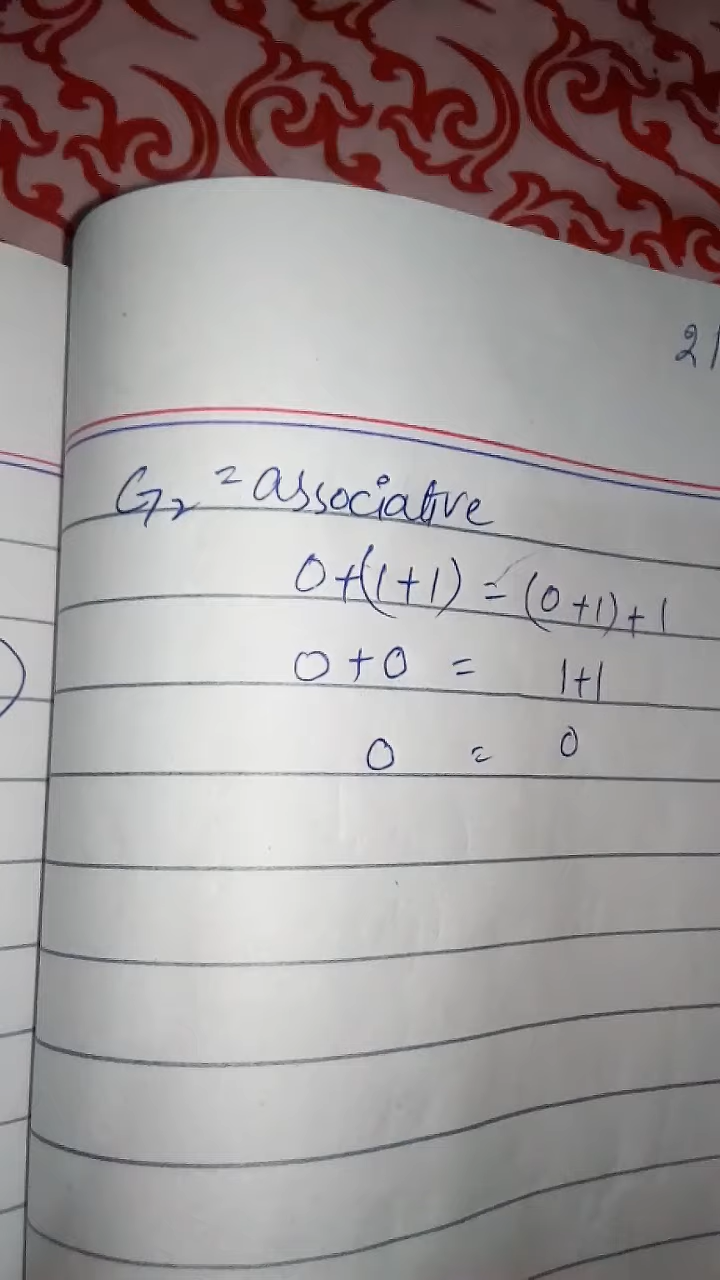 21
G₂ = associative
0+(1+1) = (0+1)+1
0+0 = 1+1
0 = 0